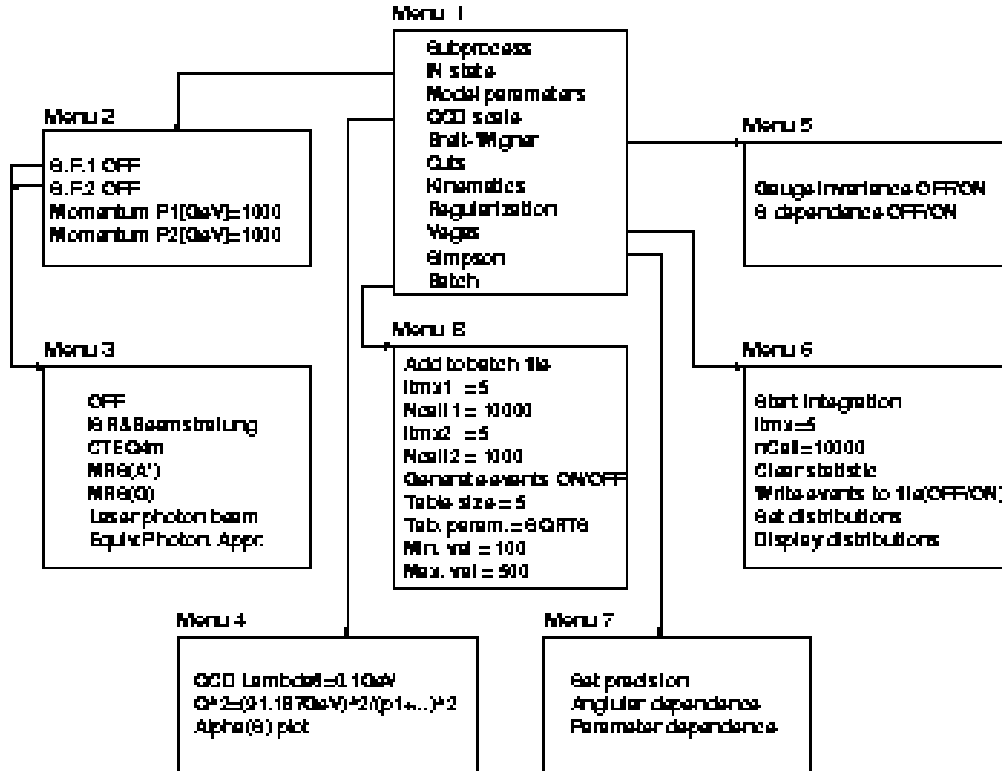 Menu 1
Subprocess
IN state
Model parameters
QCD scale
Breit-Wigner
Cuts
Kinematics
Regularization
Vegas
Simpson
Batch
Menu 2
S.F.1 OFF
S.F.2 OFF
Momentum P1[GeV]=1000
Momentum P2[GeV]=1000
Menu 5
Gauge invariance OFF/ON
S dependence OFF/ON
Menu 3
OFF
ISR&Beamstralung
CTEQ4m
MRS(A')
MRS(G)
Laser photon beam
Equiv.Photon. Appr.
Menu 8
Add to batch file
Itmx1 =5
Ncall1 = 10000
Itmx2 =5
Ncall2 = 1000
Generate events ON/OFF
Table size = 5
Tab. param.=SQRTS
Min. val = 100
Max. val = 500
Menu 6
Start integration
Itmx=5
nCall=10000
Clear statistic
Write events to file(OFF/ON)
Set distributions
Display distributions
Menu 4
QCD Lambda6=0.1GeV
Q^2=(91.187GeV)^2/(p1+..)^2
Alpha(S) plot
Menu 7
Set precision
Anglular dependence
Parameter dependence